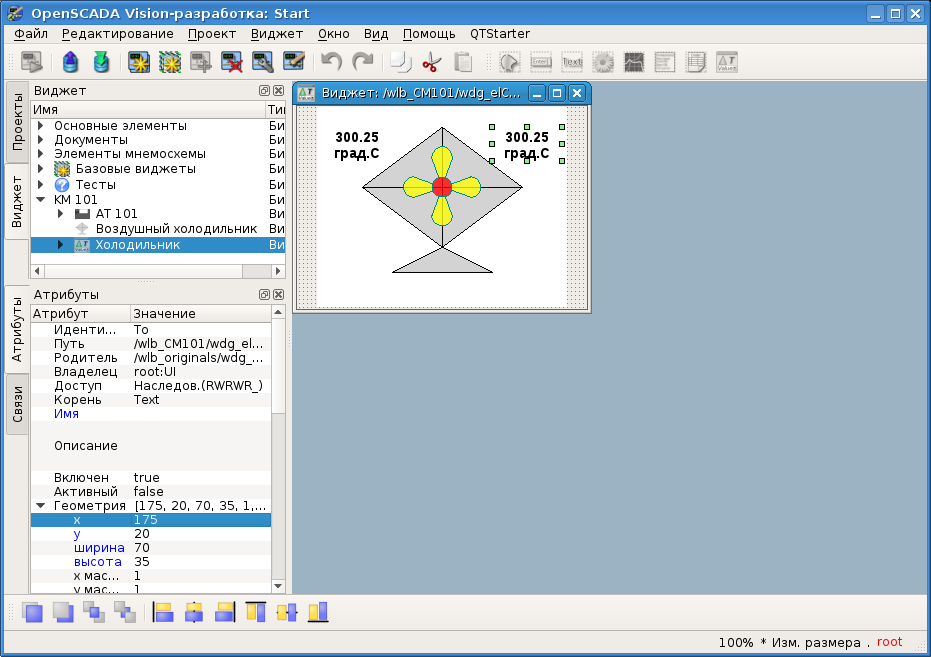 OpenSCADA Vision-разработка: Start
Файл Редактирование Проект Виджет Окно Вид Помощь QTStarter
Проекты
Виджет
Атрибуты
Связи
Виджет
Имя Ти
Основные элементы Би
Документы Би
Элементы мнемосхемы Би
Базовые виджеты Би
Тесты Би
КМ 101 Би
АТ 101 Ви
Воздушный холодильник Ви
Холодильник Ви
Атрибуты
Атрибут Значение
Иденти... To
Путь /wlb_CM101/wdg_el...
Родитель /wlb_originals/wdg_...
Владелец root:UI
Доступ Наследов.(RWRWR_)
Корень Text
Имя
Описание
Включен true
Активный false
Геометрия [175, 20, 70, 35, 1,...
x 175
y 20
ширина 70
высота 35
x мас... 1
y мас... 1
Виджет: /wlb_CM101/wdg_elC...
300.25
град.С
300.25
град.С
100% * Изм. размера . root